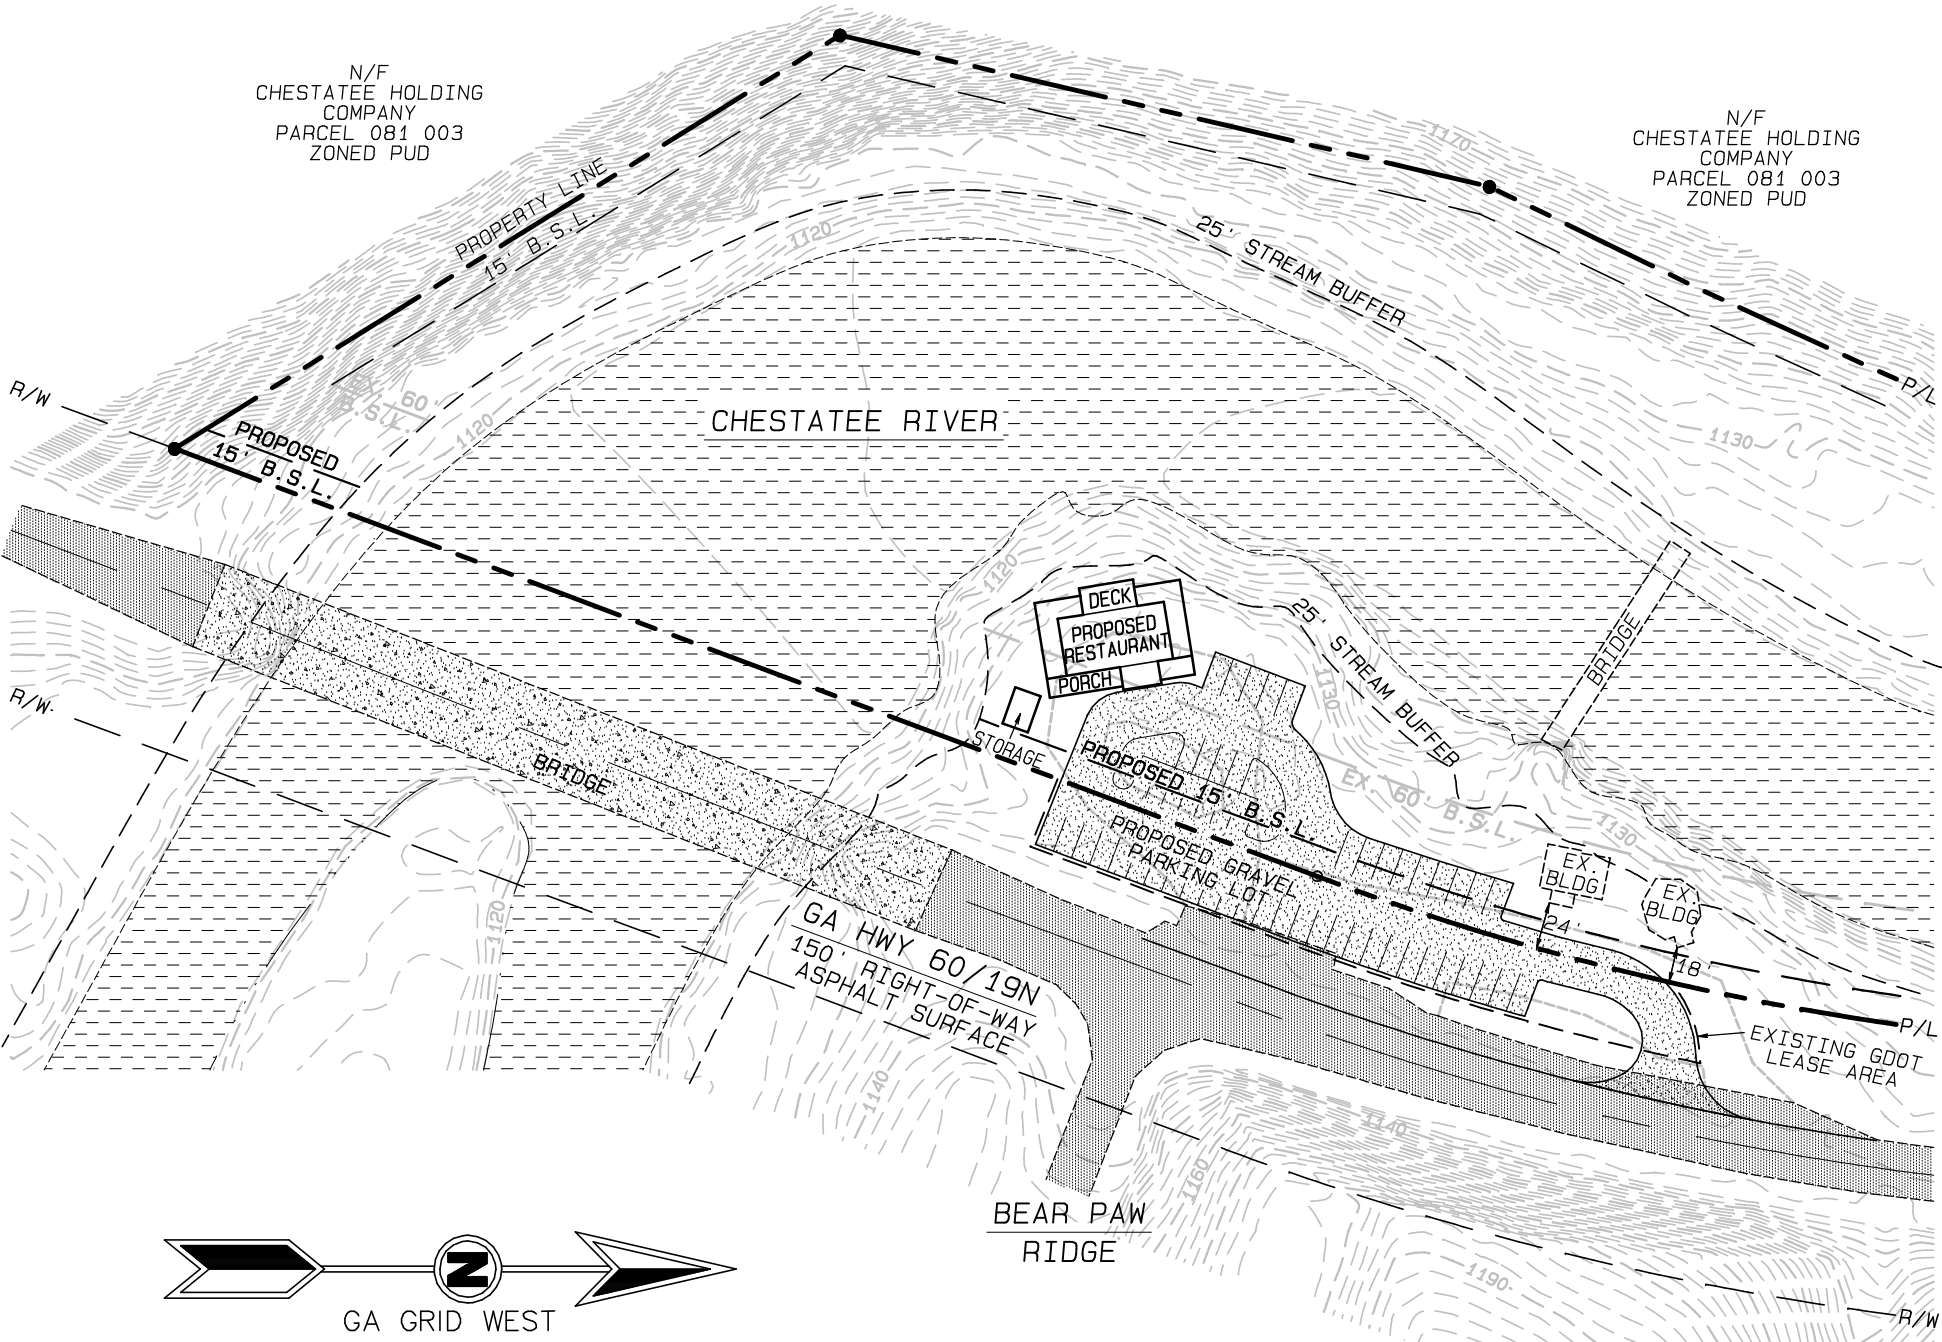 N/F
CHESTATEE HOLDING
COMPANY
PARCEL 081 003
ZONED PUD
N/F
CHESTATEE HOLDING
COMPANY
PARCEL 081 003
ZONED PUD
1170
PROPERTY LINE
15' B.S.L.
1120
25' STREAM BUFFER
R/W
EX. 60'
B.S.L.
P/L
1120
PROPOSED
15' B.S.L.
CHESTATEE RIVER
1130
1120
DECK
PROPOSED
RESTAURANT
PORCH
25' STREAM BUFFER
1130
BRIDGE
R/W
STORAGE
PROPOSED 15' B.S.L.
EX. 60' B.S.L.
1130
BRIDGE
PROPOSED GRAVEL
PARKING LOT
EX.
BLDG
EX.
BLDG
24'
18'
1120
GA HWY 60/19N
150' RIGHT-OF-WAY
ASPHALT SURFACE
P/L
EXISTING GDOT
LEASE AREA
1140
1140
1160
BEAR PAW
RIDGE
1190
R/W
N
GA GRID WEST